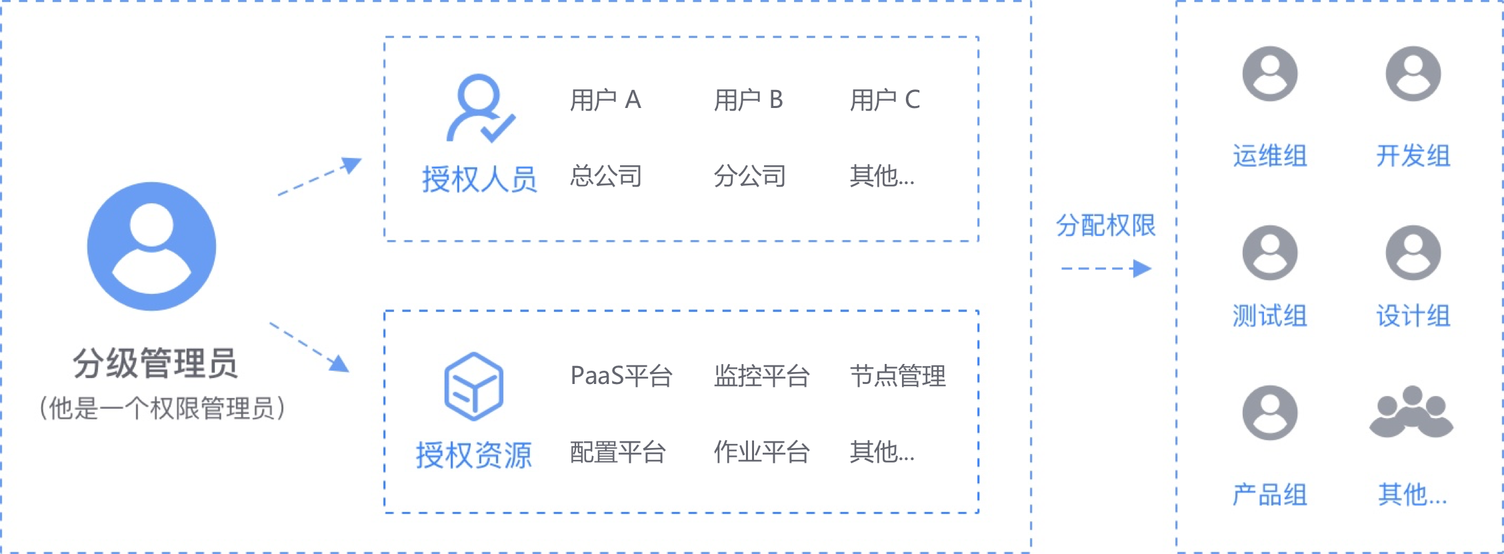 分级管理员
（他是一个权限管理员）
授权人员
用户 A
用户 B
用户 C
总公司
分公司
其他...
授权资源
PaaS平台
监控平台
节点管理
配置平台
作业平台
其他...
分配权限
运维组
开发组
测试组
设计组
产品组
其他...